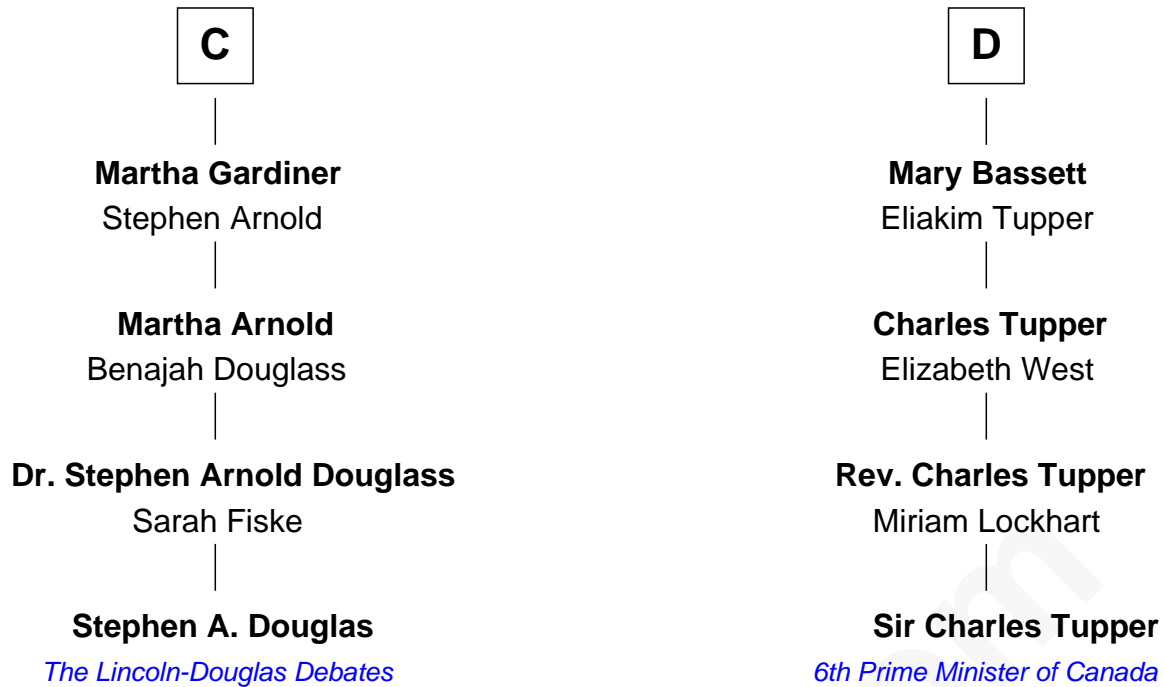 C
Martha Gardiner
Stephen Arnold
Martha Arnold
Benajah Douglass
Dr. Stephen Arnold Douglass
Sarah Fiske
Stephen A. Douglas
The Lincoln-Douglas Debates
D
Mary Bassett
Eliakim Tupper
Charles Tupper
Elizabeth West
Rev. Charles Tupper
Miriam Lockhart
Sir Charles Tupper
6th Prime Minister of Canada